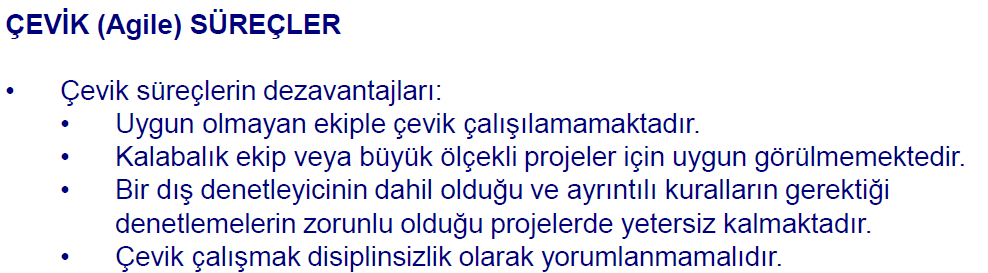 ÇEVİK (Agile) SÜREÇLER
• Çevik süreçlerin dezavantajları:
• Uygun olmayan ekiple çevik çalışılamamaktadır.
• Kalabalık ekip veya büyük ölçekli projeler için uygun görülmemektedir.
• Bir dış denetleyicinin dahil olduğu ve ayrıntılı kuralların gerektiği
denetlemelerin zorunlu olduğu projelerde yetersiz kalmaktadır.
• Çevik çalışmak disiplinsizlik olarak yorumlanmamalıdır.